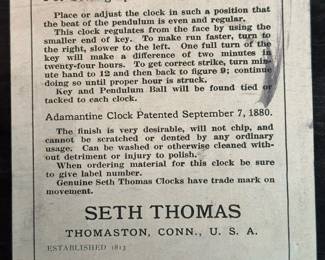 Place or adjust the clock in such a position that
the beat of the pendulum is even and regular.
This clock regulates from the face by using the
smaller end of key. To make run faster, turn to
the right, slower to the left. One full turn of the
key will make a difference of two minutes in
twenty-four hours. To get correct strike, turn min-
ute hand to 12 and then back to figure 9; continue
doing so until proper hour is struck.
Key and Pendulum Ball will be found tied or
tacked to each clock.
Adamantine Clock Patented September 7, 1880.
The finish is very desirable, will not chip, and
cannot be scratched or dented by any ordinary
usage. Can be washed or otherwise cleaned with-
out detriment or injury to polish.
When ordering material for this clock be sure
to give label number.
Genuine Seth Thomas Clocks have trade mark on
movement.
SETH THOMAS
THOMASTON, CONN., U. S. A.
ESTABLISHED 1813